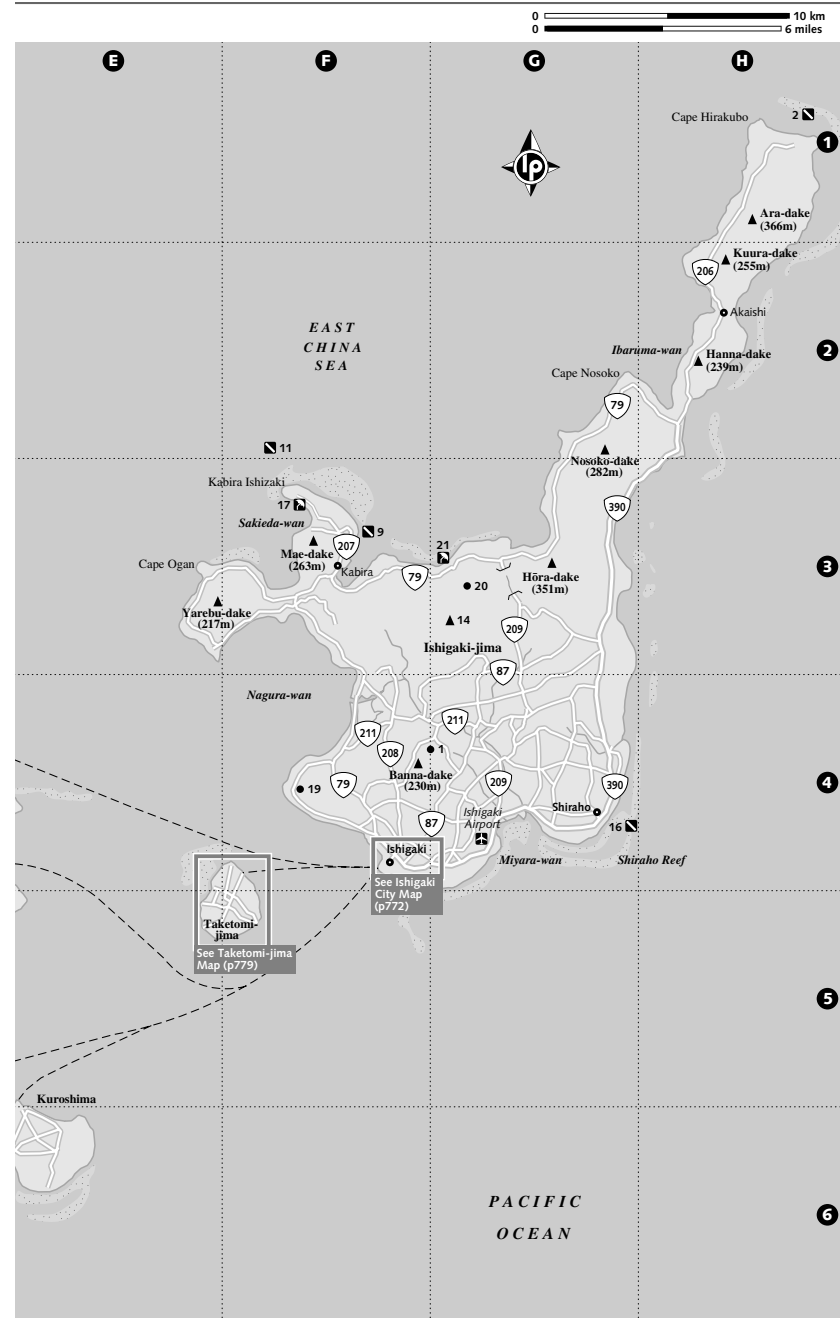 0 10 km
0 6 miles
E F G H
Cape Hirakubo
2
1
lp
Ara-dake
(366m)
Kuura-dake
(255m)
206
EAST
CHINA
SEA
Akaishi
Ibaruma-wan
Hanna-dake
(239m)
2
Cape Nosoko
79
11
Nosoko-dake
(282m)
Kabira Ishizaki
17
390
Sakieda-wan
9
21
207
Mae-dake
(263m)
Kabira
Cape Ogan
79
20
Hōra-dake
(351m)
3
Yarebu-dake
(217m)
14
209
Ishigaki-jima
87
Nagura-wan
211
211
208
1
Banna-dake
(230m)
19
79
209
390
4
Ishigaki
Airport
Shiraho
87
16
Ishigaki
Miyara-wan
Shiraho Reef
See Ishigaki
City Map
(p772)
Taketomi-
jima
See Taketomi-jima
Map (p779)
5
Kuroshima
PACIFIC
OCEAN
6